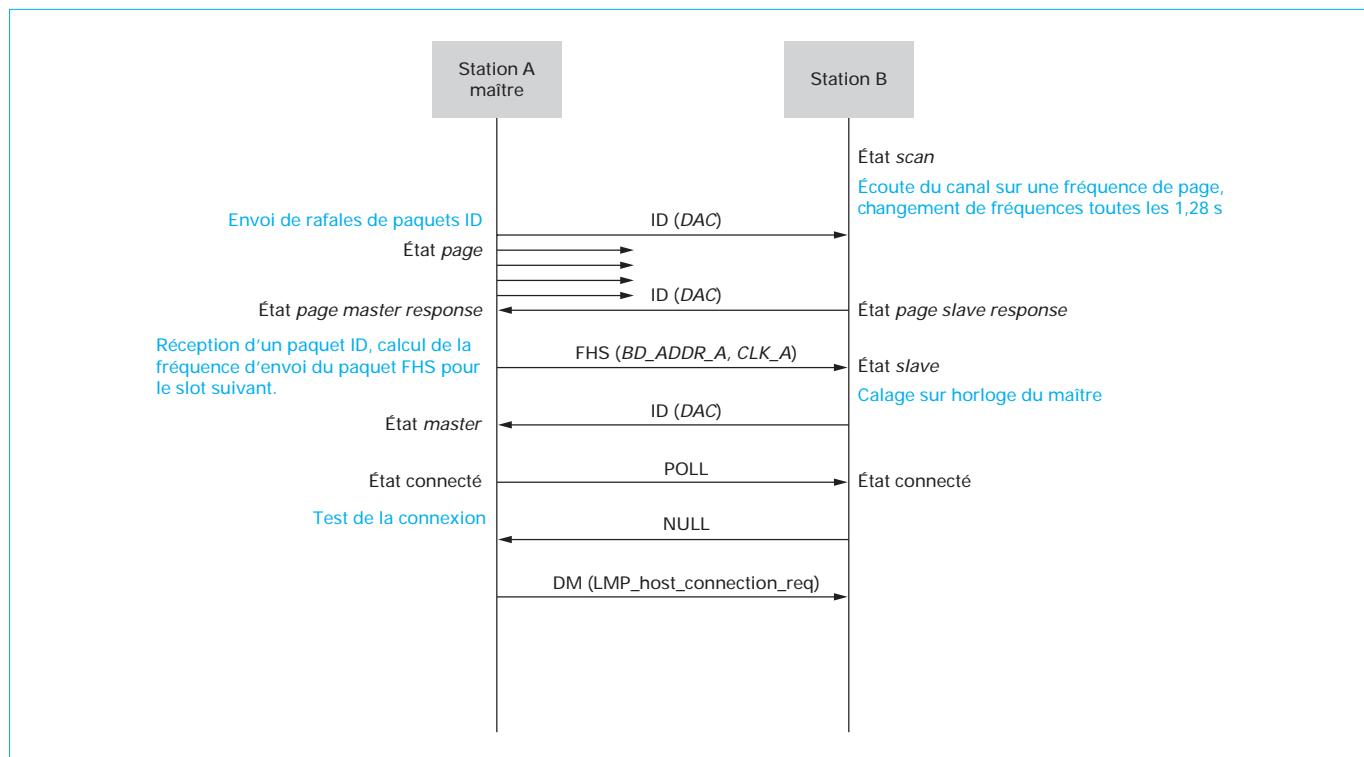 Station A
maître
Station B
État scan
Écoute du canal sur une fréquence de page,
changement de fréquences toutes les 1,28 s
Envoi de rafales de paquets ID
ID (DAC)
État page
ID (DAC)
État page master response
État page slave response
Réception d'un paquet ID, calcul de la
fréquence d'envoi du paquet FHS pour
le slot suivant.
FHS (BD_ADDR_A, CLK_A)
État slave
Calage sur horloge du maître
ID (DAC)
État master
POLL
État connecté
État connecté
Test de la connexion
NULL
DM (LMP_host_connection_req)